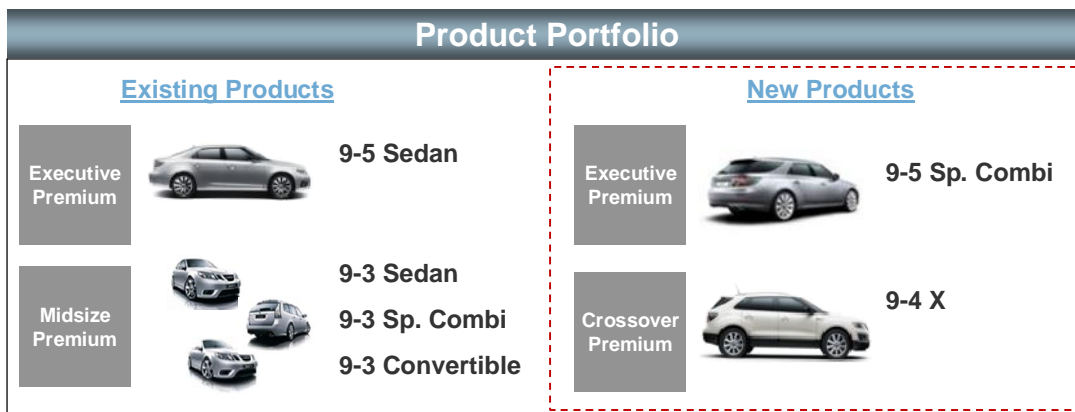 Product Portfolio
Existing Products
Executive
Premium
9-5 Sedan
Midsize
Premium
9-3 Sedan
9-3 Sp. Combi
9-3 Convertible
New Products
Executive
Premium
9-5 Sp. Combi
Crossover
Premium
9-4 X